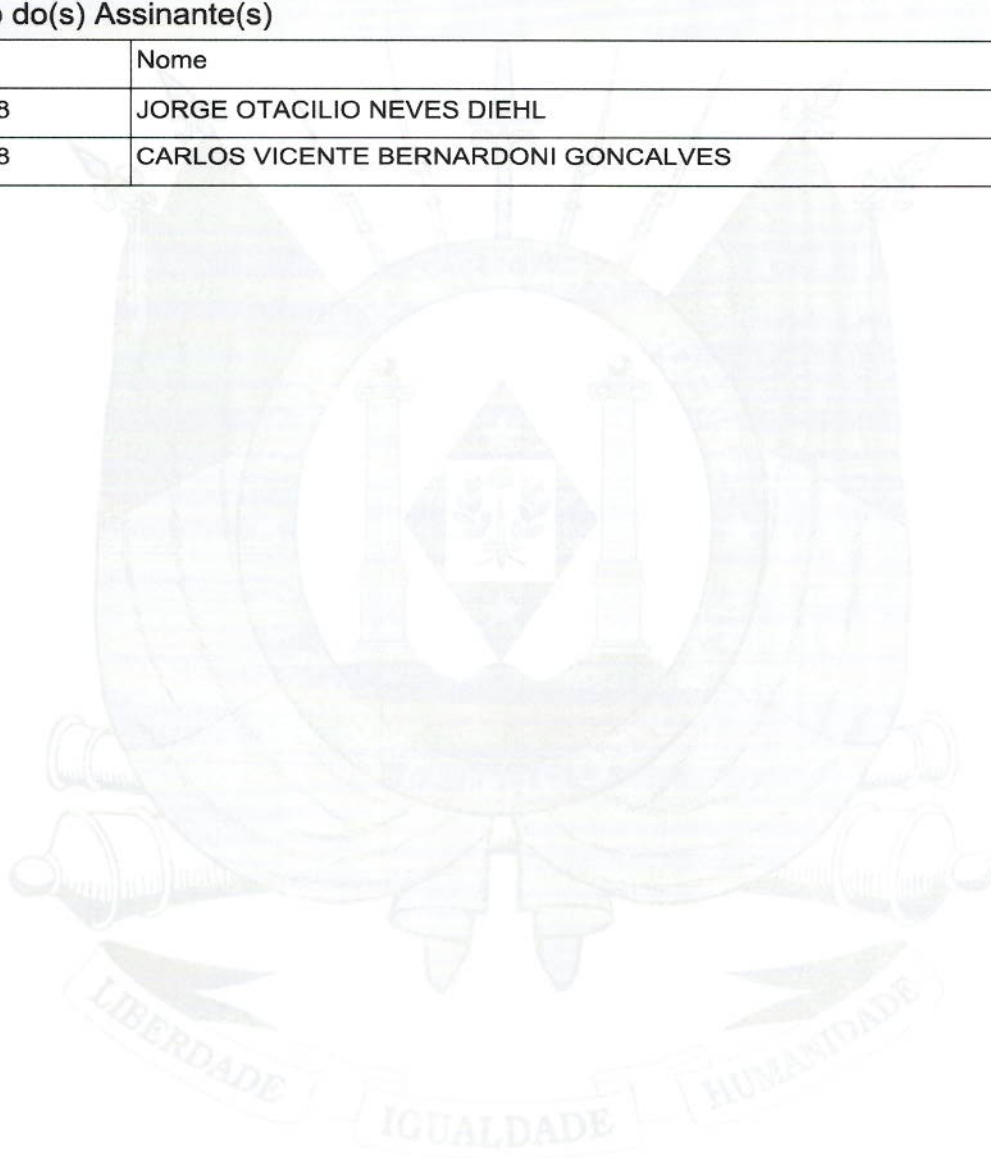 do(s) Assinante(s)
Nome
8 JORGE OTACILIO NEVES DIEHL
8 CARLOS VICENTE BERNARDONI GONCALVES
LIBERDADE IGUALDADE HUMANIDADE